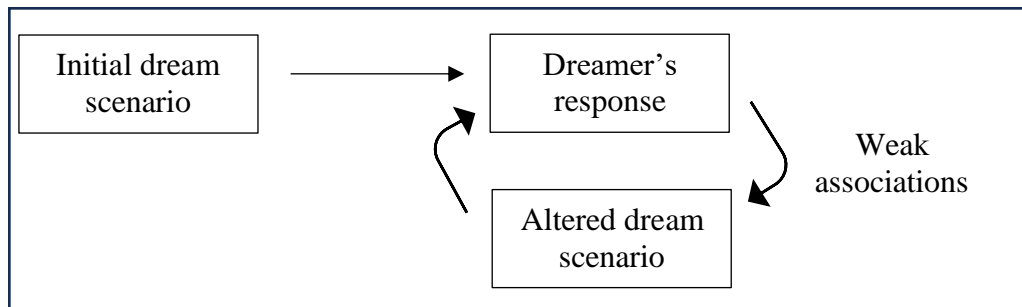 Initial dream
scenario
Dreamer’s
response
Weak
associations
Altered dream
scenario